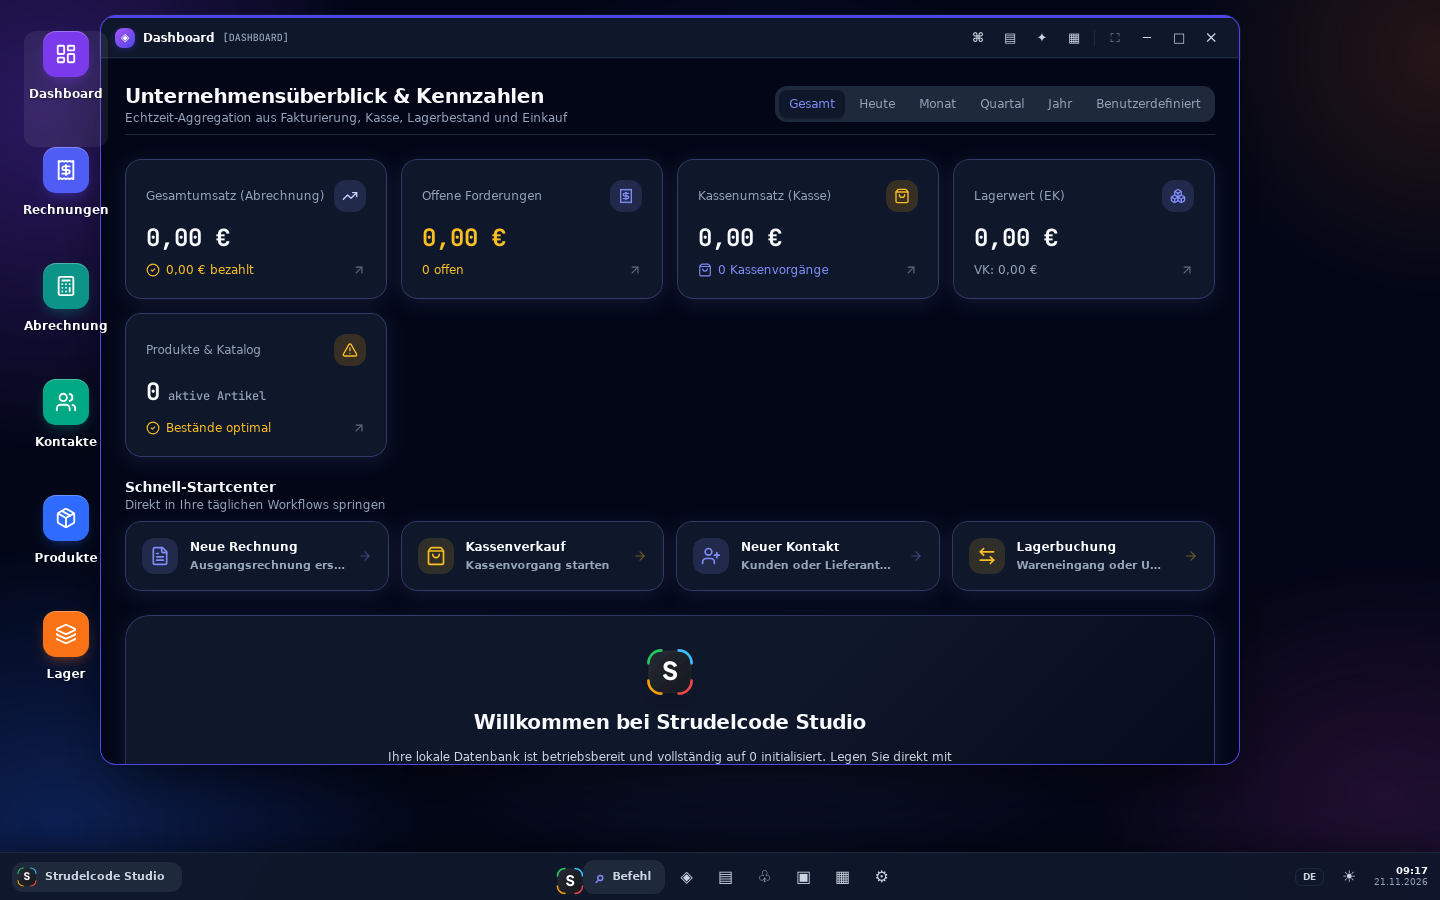 Dashboard [DASHBOARD]
Dashboard
Rechnungen
Abrechnung
Kontakte
Produkte
Lager
Unternehmensüberblick & Kennzahlen
Echtzeit-Aggregation aus Fakturierung, Kasse, Lagerbestand und Einkauf
Gesamt Heute Monat Quartal Jahr Benutzerdefiniert
Gesamtumsatz (Abrechnung)
0,00 €
0,00 € bezahlt
Offene Forderungen
0,00 €
0 offen
Kassenumsatz (Kasse)
0,00 €
0 Kassenvorgänge
Lagerwert (EK)
0,00 €
VK: 0,00 €
Produkte & Katalog
0 aktive Artikel
Bestände optimal
Schnell-Startcenter
Direkt in Ihre täglichen Workflows springen
Neue Rechnung
Ausgangsrechnung ers...
Kassenverkauf
Kassenvorgang starten
Neuer Kontakt
Kunden oder Lieferant...
Lagerbuchung
Wareneingang oder U...
S
Willkommen bei Strudelcode Studio
Ihre lokale Datenbank ist betriebsbereit und vollständig auf 0 initialisiert. Legen Sie direkt mit
S Strudelcode Studio
S Befehl
DE
09:17
21.11.2026